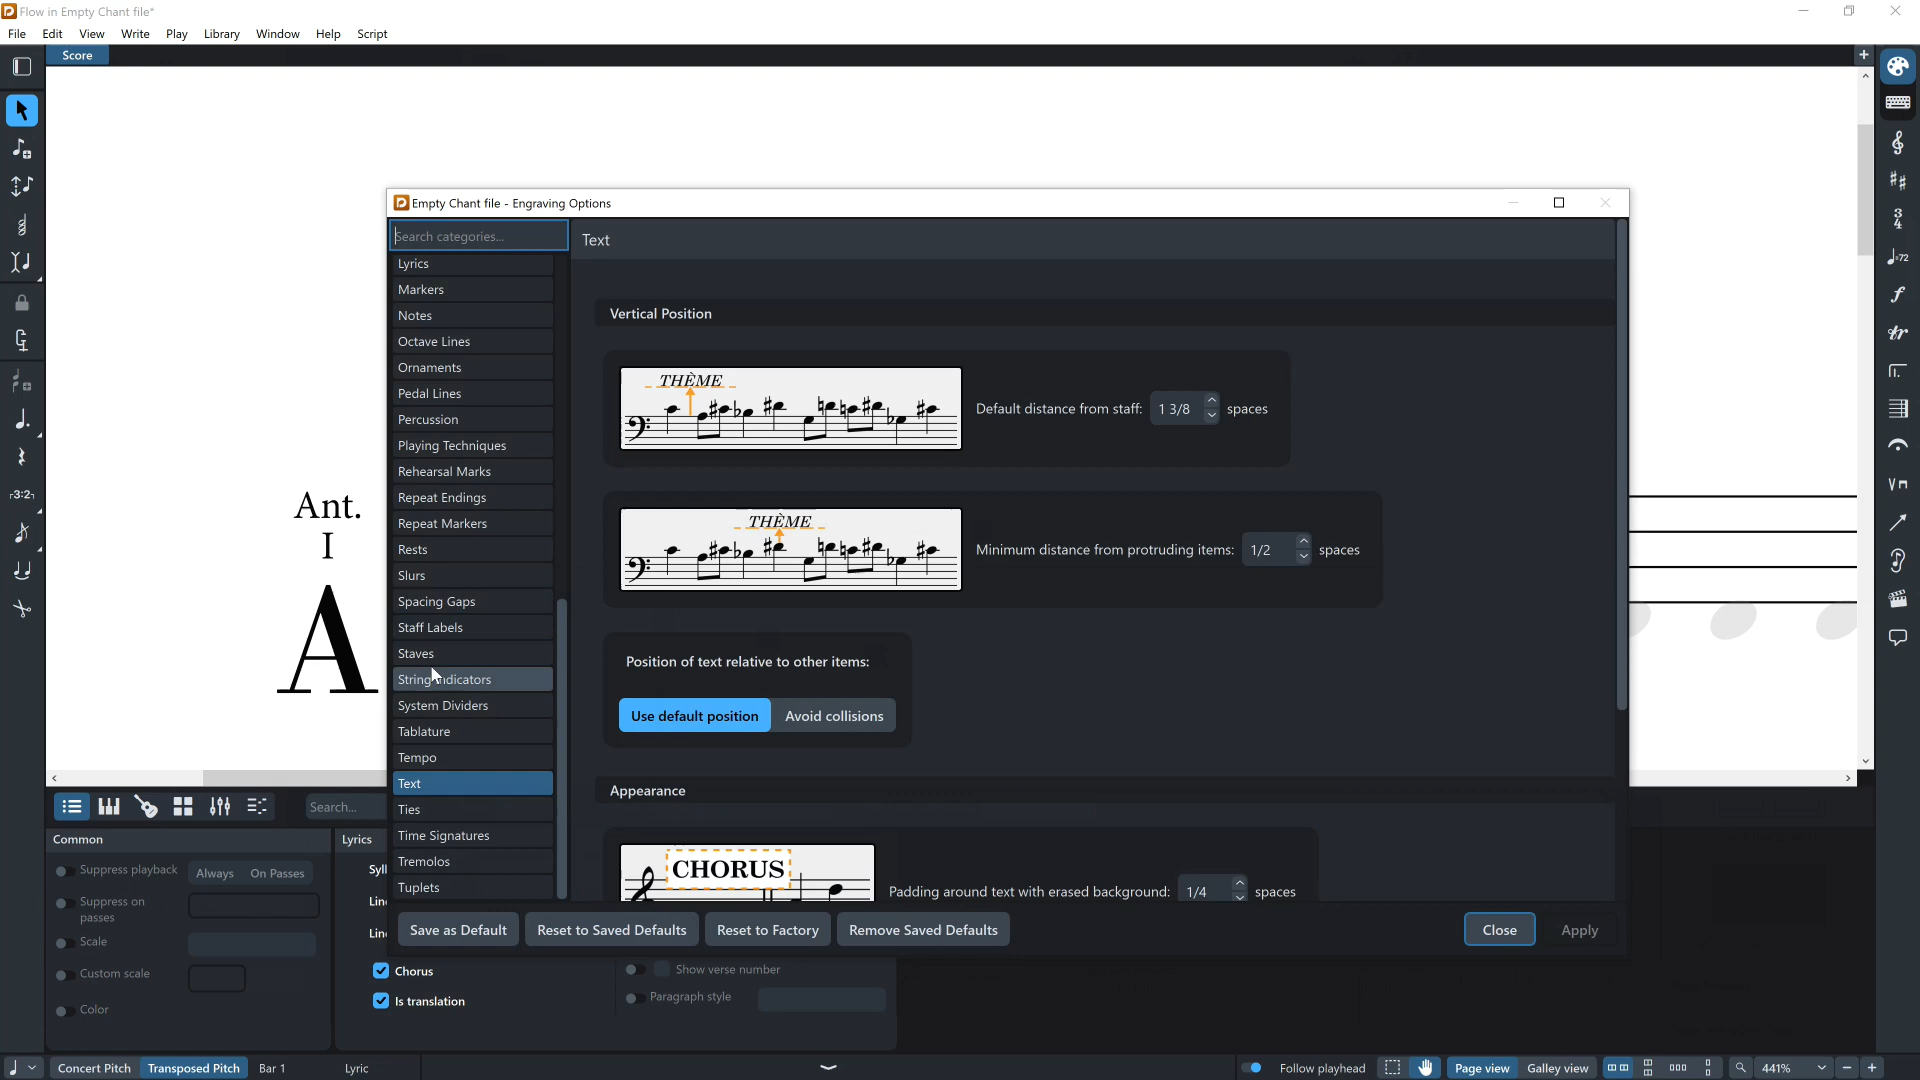 Flow in Empty Chant file*
File Edit View Write Play Library Window Help Script
Score
Ant.
I
A
Empty Chant file - Engraving Options
Search categories...
Lyrics
Markers
Notes
Octave Lines
Ornaments
Pedal Lines
Percussion
Playing Techniques
Rehearsal Marks
Repeat Endings
Repeat Markers
Rests
Slurs
Spacing Gaps
Staff Labels
Staves
System Dividers
Tablature
Tempo
Text
Ties
Time Signatures
Tremolos
Tuplets
Text
Vertical Position
THÈME
Default distance from staff: 1 3/8 spaces
THÈME
Minimum distance from protruding items: 1/2 spaces
Position of text relative to other items:
Use default position Avoid collisions
Appearance
CHORUS
Padding around text with erased background: 1/4 spaces
Save as Default Reset to Saved Defaults Reset to Factory Remove Saved Defaults Close Apply
3:2
3/4
=72
Search...
Common
Suppress playback Always On Passes
Suppress on
passes
Scale
Custom scale
Color
Lyrics
Chorus
Is translation
Show verse number
Paragraph style
Concert Pitch Transposed Pitch Bar 1 Lyric Follow playhead Page view Galley view 441%